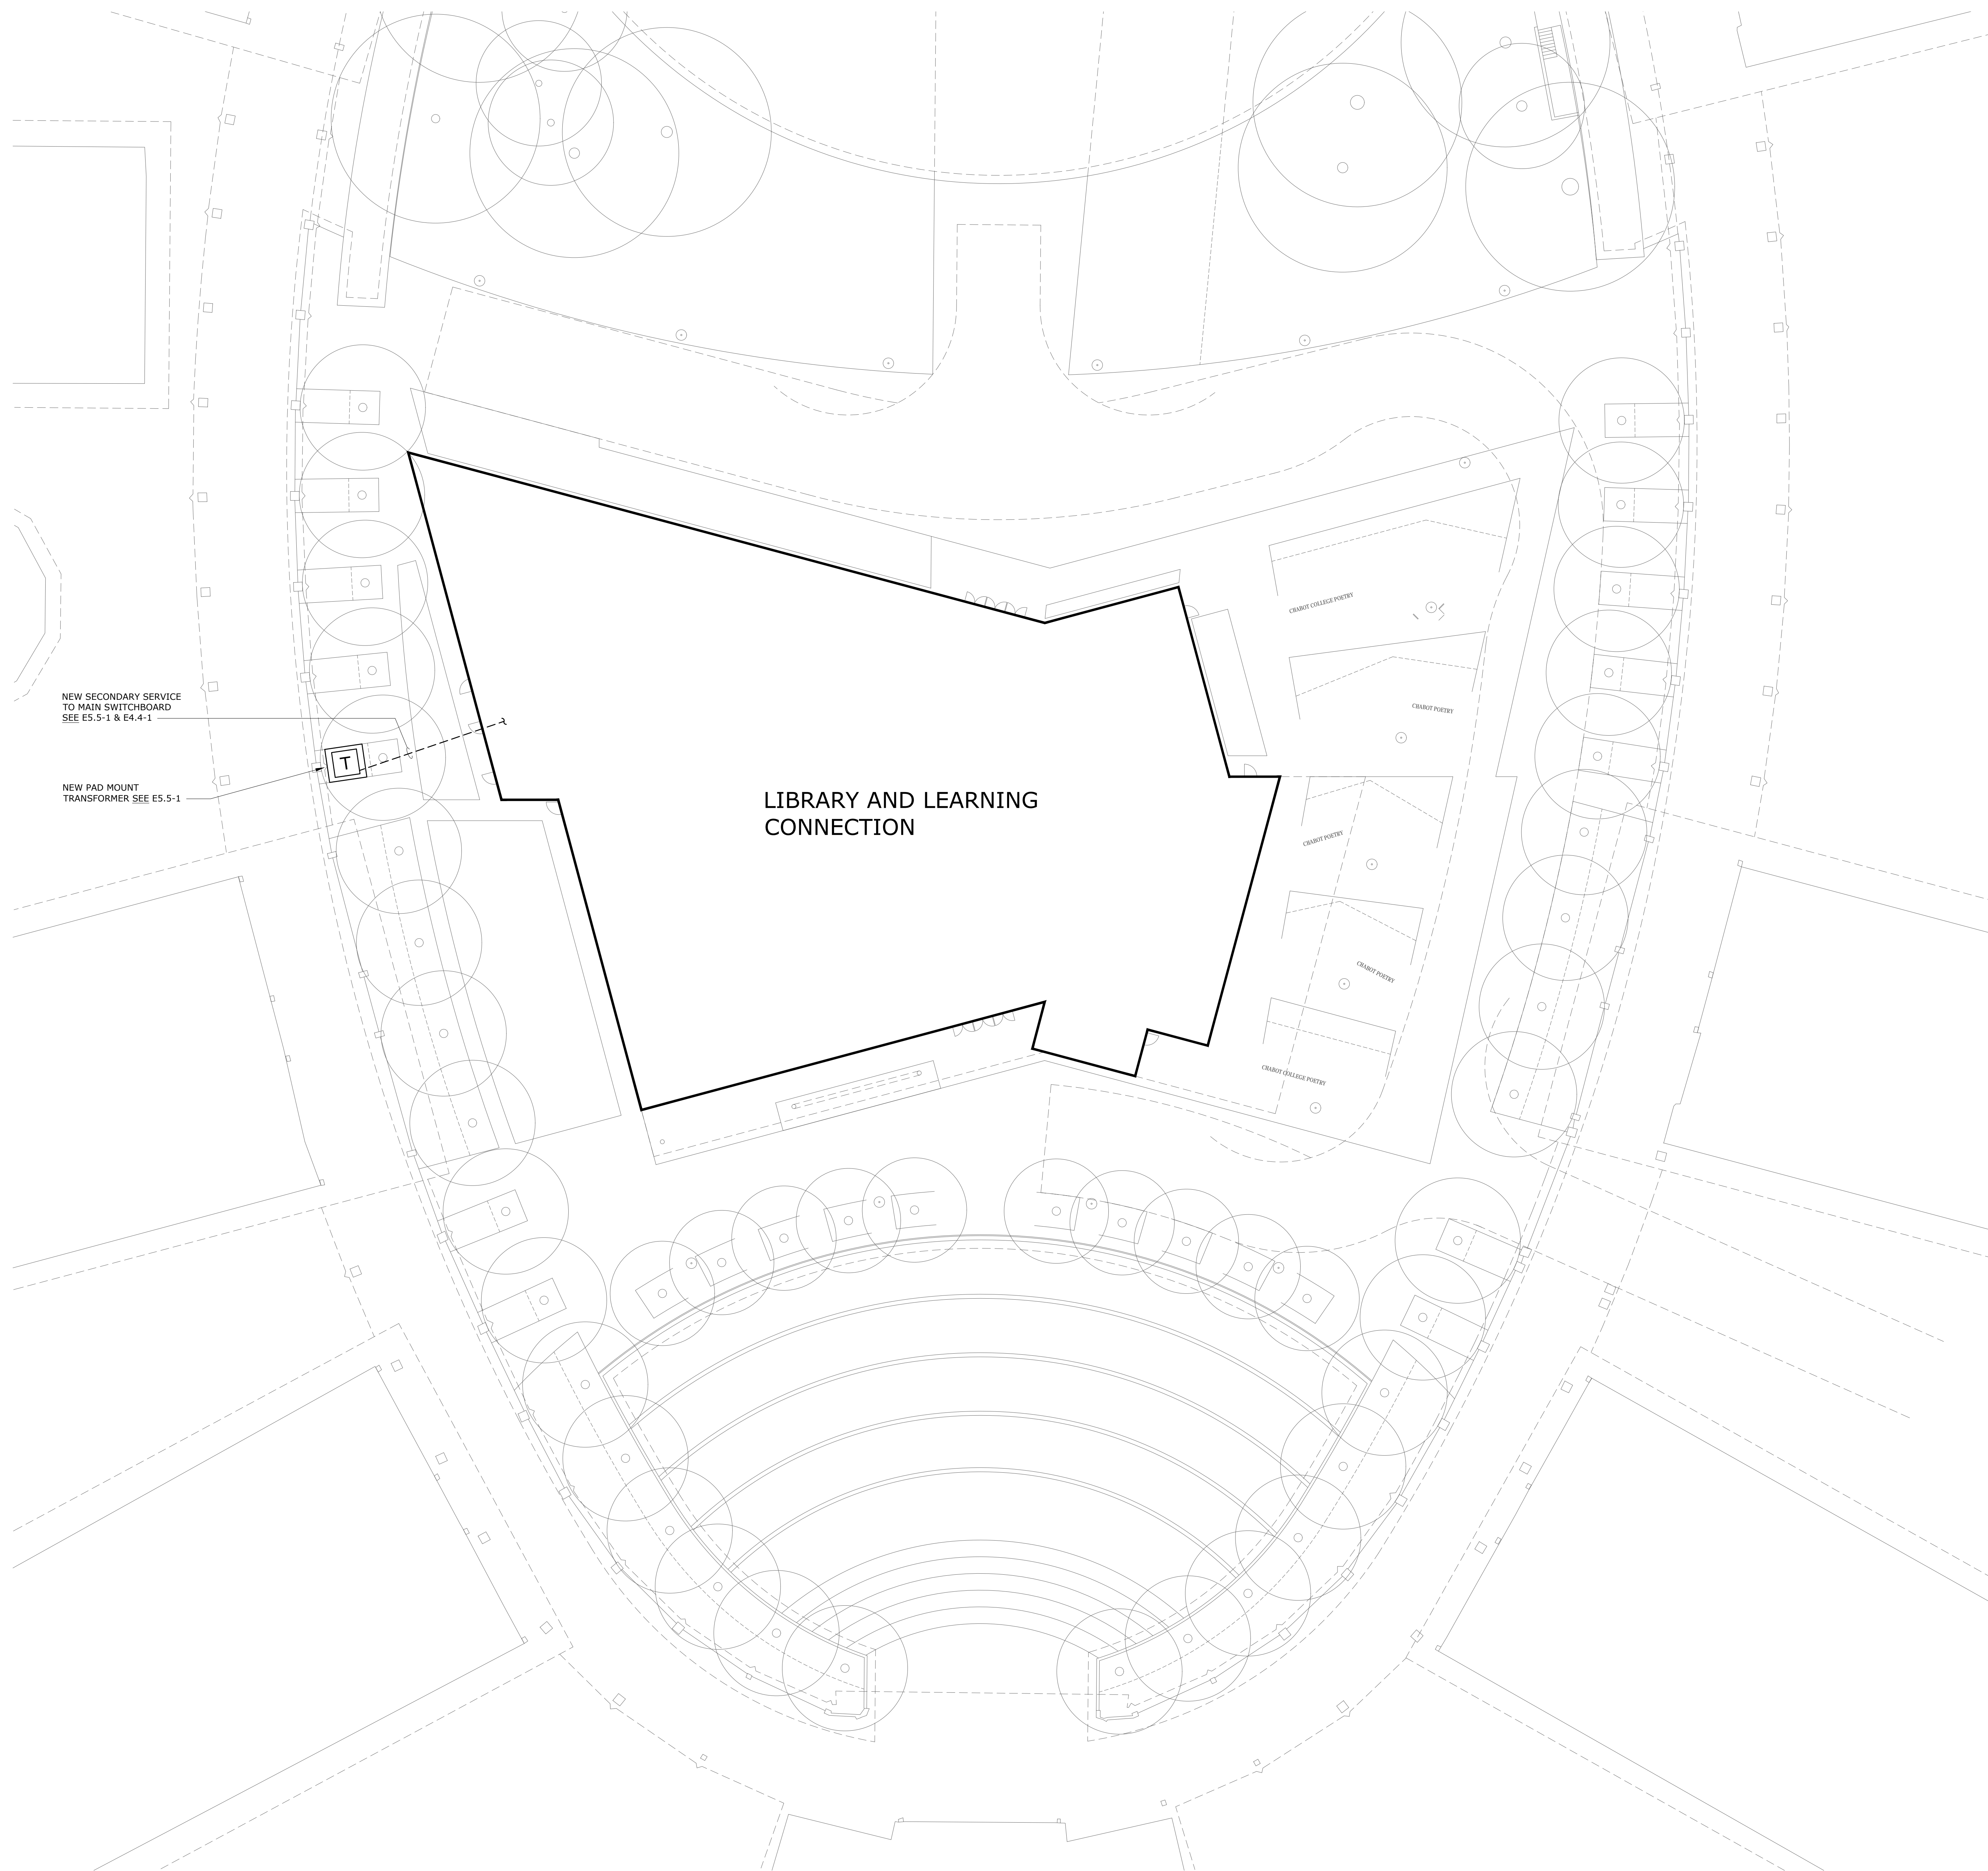 CHABOT COLLEGE POETRY
NEW SECONDARY SERVICE
TO MAIN SWITCHBOARD
SEE E5.5-1 & E4.4-1
CHABOT POETRY
T
NEW PAD MOUNT
TRANSFORMER SEE E5.5-1
LIBRARY AND LEARNING
CONNECTION
CHABOT POETRY
CHABOT POETRY
CHABOT COLLEGE POETRY